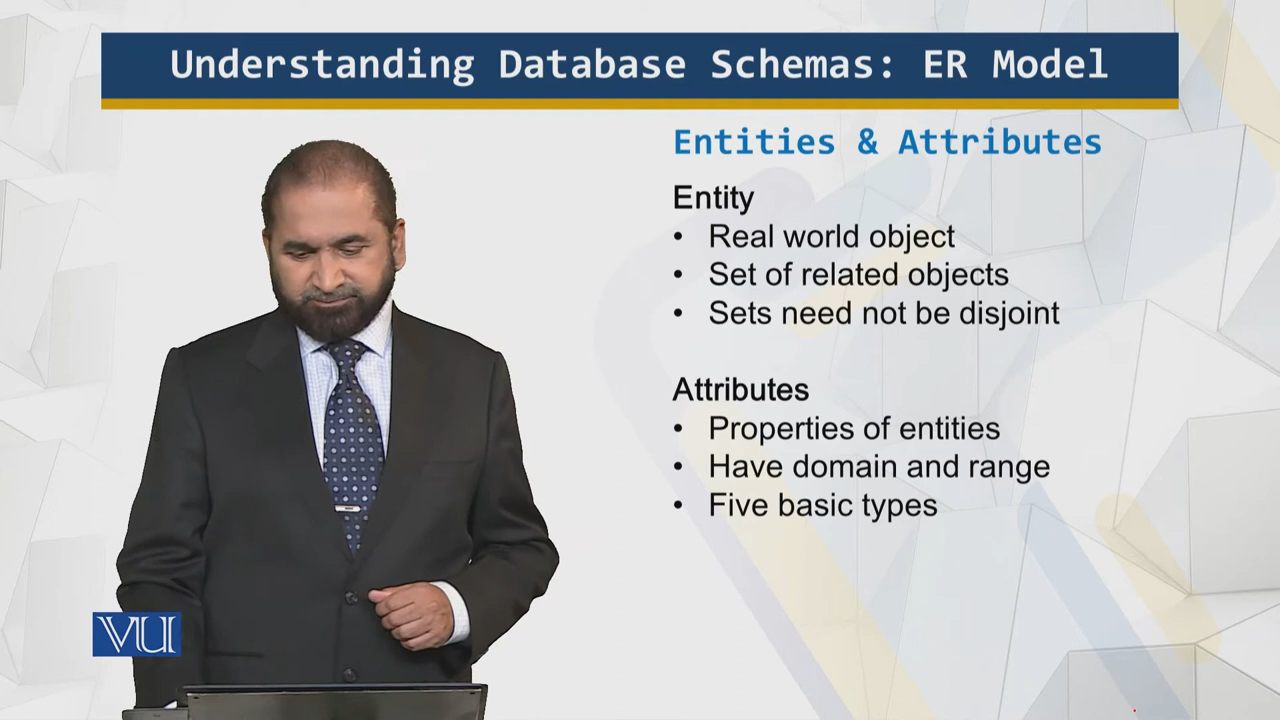 Understanding Database Schemas: ER Model
Entities & Attributes
Entity
• Real world object
• Set of related objects
• Sets need not be disjoint
Attributes
• Properties of entities
• Have domain and range
• Five basic types
VU